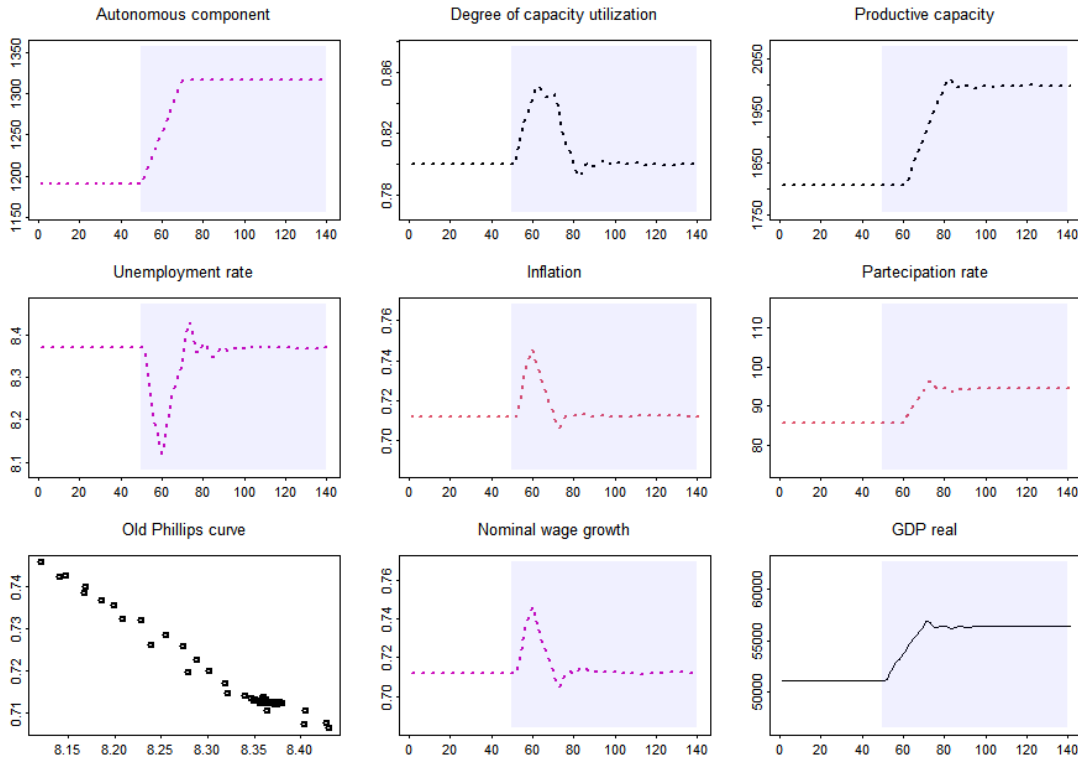 Autonomous component
1150 1200 1250 1300 1350
0 20 40 60 80 100 120 140
Degree of capacity utilization
0.78 0.82 0.86
0 20 40 60 80 100 120 140
Productive capacity
1750 1850 1950 2050
0 20 40 60 80 100 120 140
Unemployment rate
8.1 8.2 8.3 8.4
0 20 40 60 80 100 120 140
Inflation
0.70 0.72 0.74 0.76
0 20 40 60 80 100 120 140
Partecipation rate
80 90 100 110
0 20 40 60 80 100 120 140
Old Phillips curve
0.71 0.72 0.73 0.74
8.15 8.20 8.25 8.30 8.35 8.40
Nominal wage growth
0.70 0.72 0.74 0.76
0 20 40 60 80 100 120 140
GDP real
50000 55000 60000
0 20 40 60 80 100 120 140